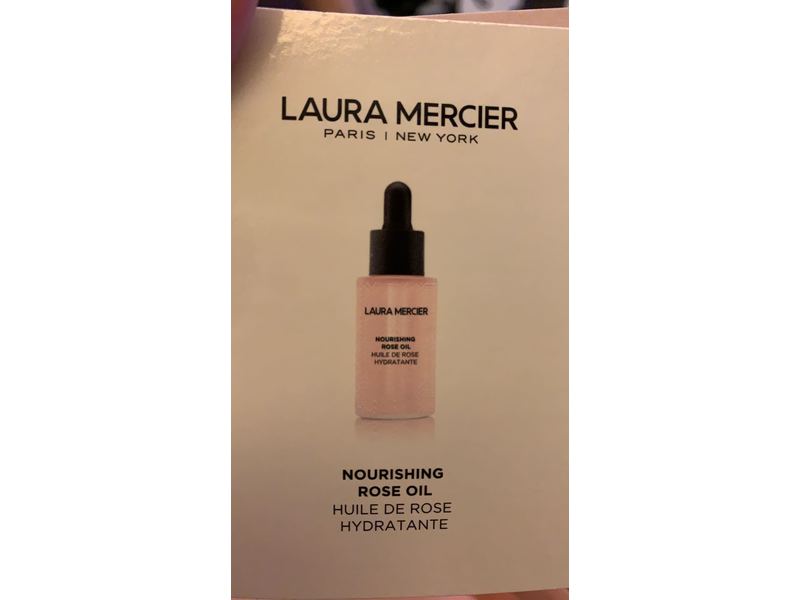 LAURA MERCIER
PARIS | NEW YORK
LAURA MERCIER
NOURISHING
ROSE OIL
HUILE DE ROSE
HYDRATANTE
NOURISHING
ROSE OIL
HUILE DE ROSE
HYDRATANTE